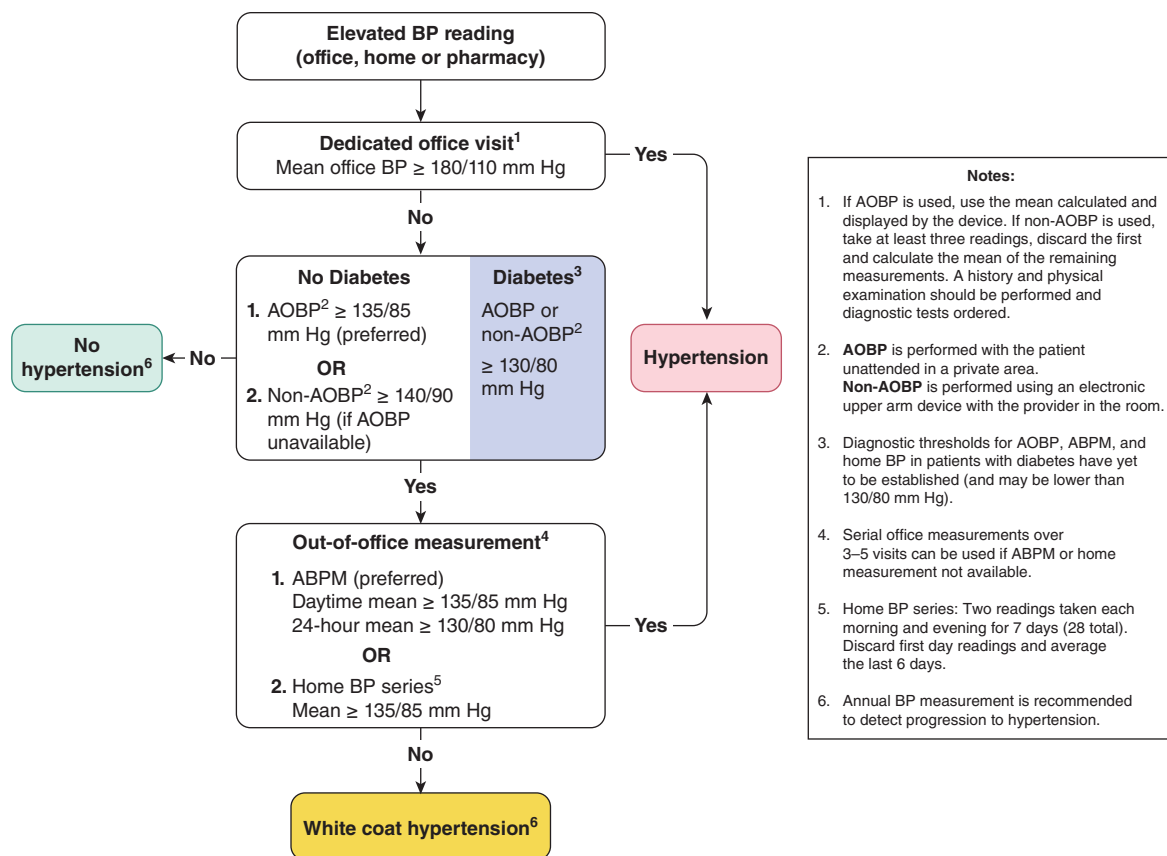 Elevated BP reading
(office, home or pharmacy)
Dedicated office visit1
Mean office BP ≥ 180/110 mm Hg
Yes
No
No Diabetes
1. AOBP2 ≥ 135/85
mm Hg (preferred)
OR
2. Non-AOBP2 ≥ 140/90
mm Hg (if AOBP
unavailable)
Diabetes3
AOBP or
non-AOBP2
≥ 130/80
mm Hg
No
No
hypertension6
Hypertension
Yes
Out-of-office measurement4
1. ABPM (preferred)
Daytime mean ≥ 135/85 mm Hg
24-hour mean ≥ 130/80 mm Hg
OR
2. Home BP series5
Mean ≥ 135/85 mm Hg
Yes
No
White coat hypertension6
Notes:
1. If AOBP is used, use the mean calculated and
displayed by the device. If non-AOBP is used,
take at least three readings, discard the first
and calculate the mean of the remaining
measurements. A history and physical
examination should be performed and
diagnostic tests ordered.
2. AOBP is performed with the patient
unattended in a private area.
Non-AOBP is performed using an electronic
upper arm device with the provider in the room.
3. Diagnostic thresholds for AOBP, ABPM, and
home BP in patients with diabetes have yet
to be established (and may be lower than
130/80 mm Hg).
4. Serial office measurements over
3–5 visits can be used if ABPM or home
measurement not available.
5. Home BP series: Two readings taken each
morning and evening for 7 days (28 total).
Discard first day readings and average
the last 6 days.
6. Annual BP measurement is recommended
to detect progression to hypertension.